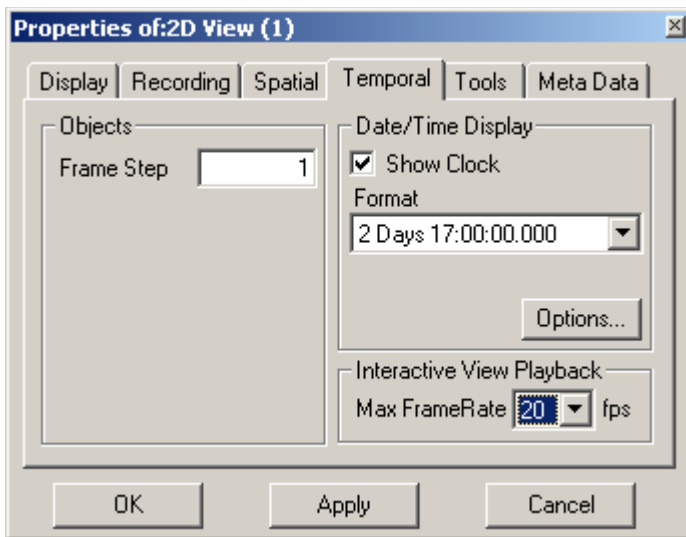 Properties of:2D View (1)
Display Recording Spatial Temporal Tools Meta Data
Objects
Frame Step 1
Date/Time Display
Show Clock
Format
2 Days 17:00:00.000
Options...
Interactive View Playback
Max FrameRate 20 fps
OK Apply Cancel